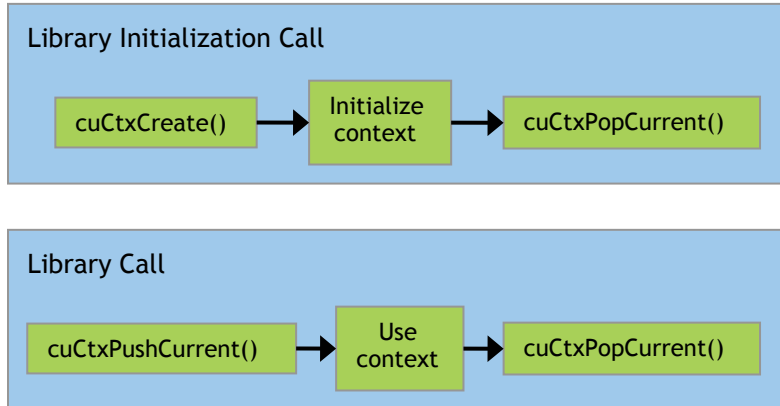 Library Initialization Call
cuCtxCreate()
Initialize
context
cuCtxPopCurrent()
Library Call
cuCtxPushCurrent()
Use
context
cuCtxPopCurrent()